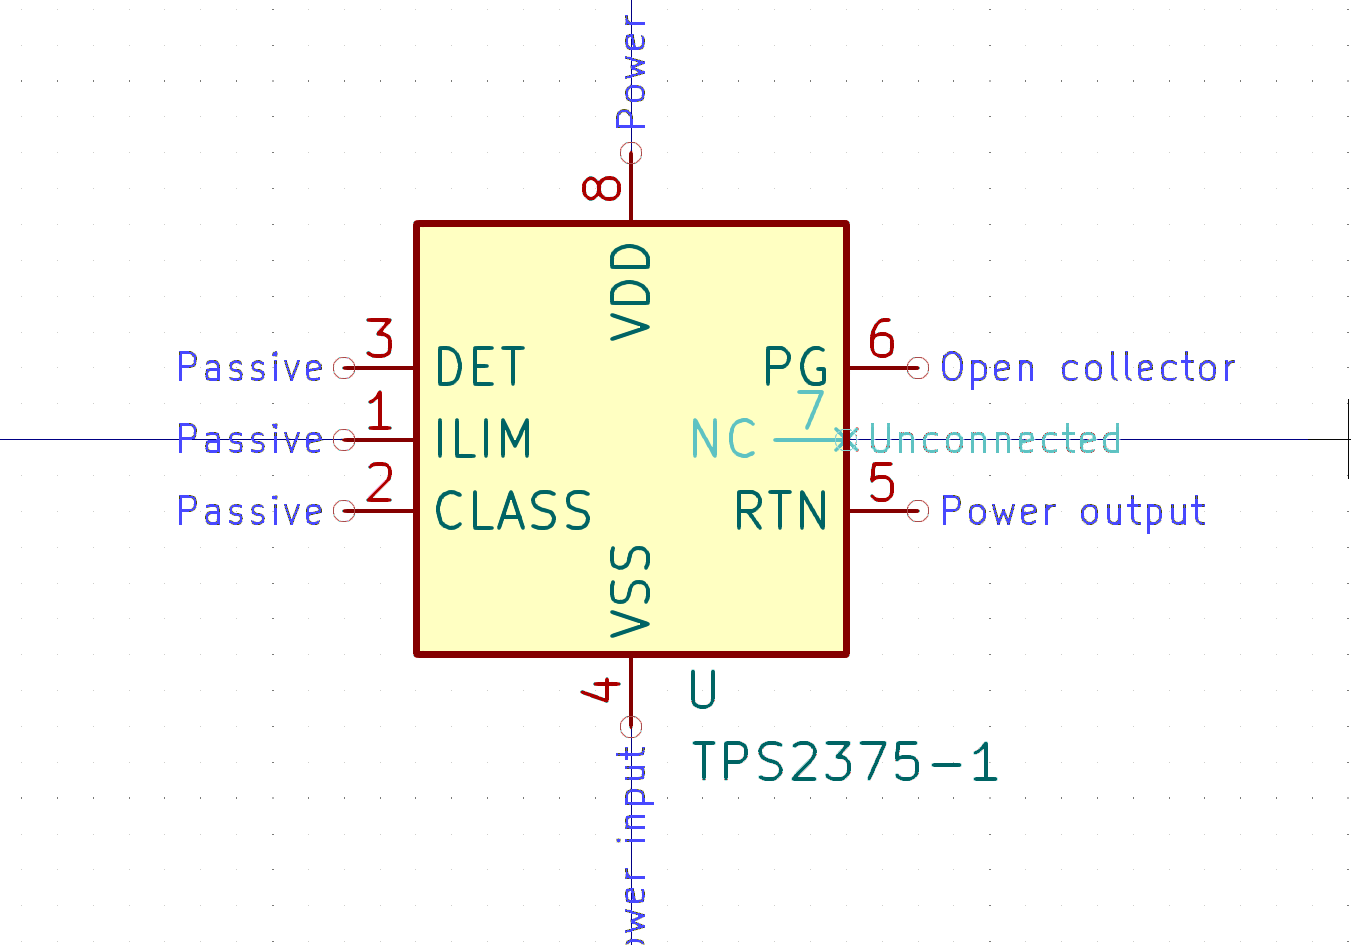 Power
8
VDD
3
Passive
DET
PG
6
Open collector
1
Passive
ILIM
NC
7
Unconnected
2
Passive
CLASS
RTN
5
Power output
VSS
4
U
TPS2375-1
ower input